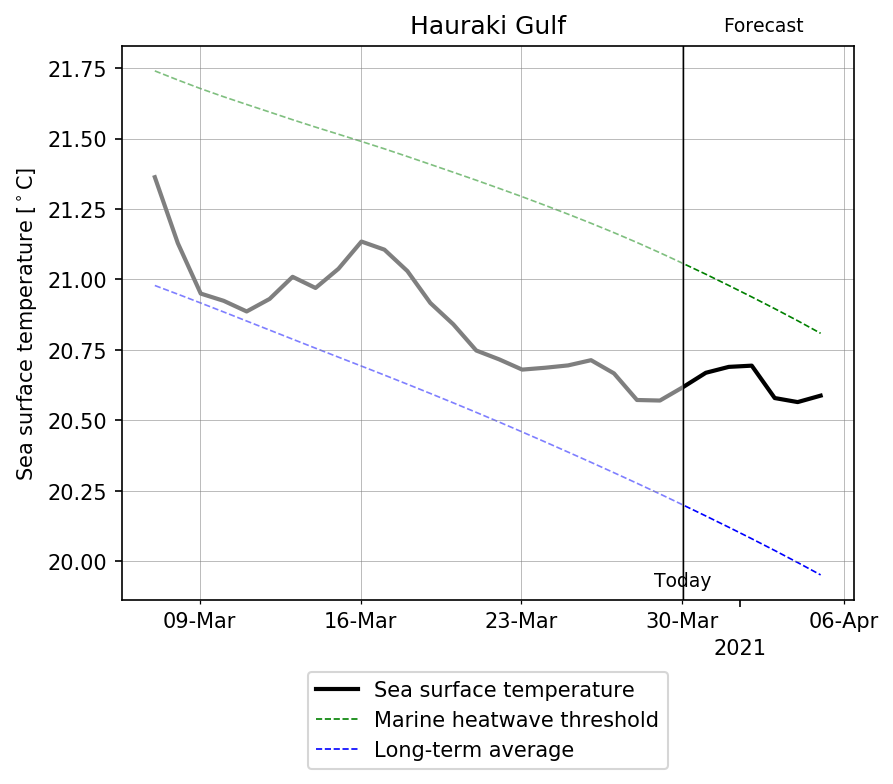 Hauraki Gulf
Forecast
Sea surface temperature [°C]
21.75
21.50
21.25
21.00
20.75
20.50
20.25
20.00
Today
09-Mar 16-Mar 23-Mar 30-Mar 06-Apr
2021
Sea surface temperature
Marine heatwave threshold
Long-term average